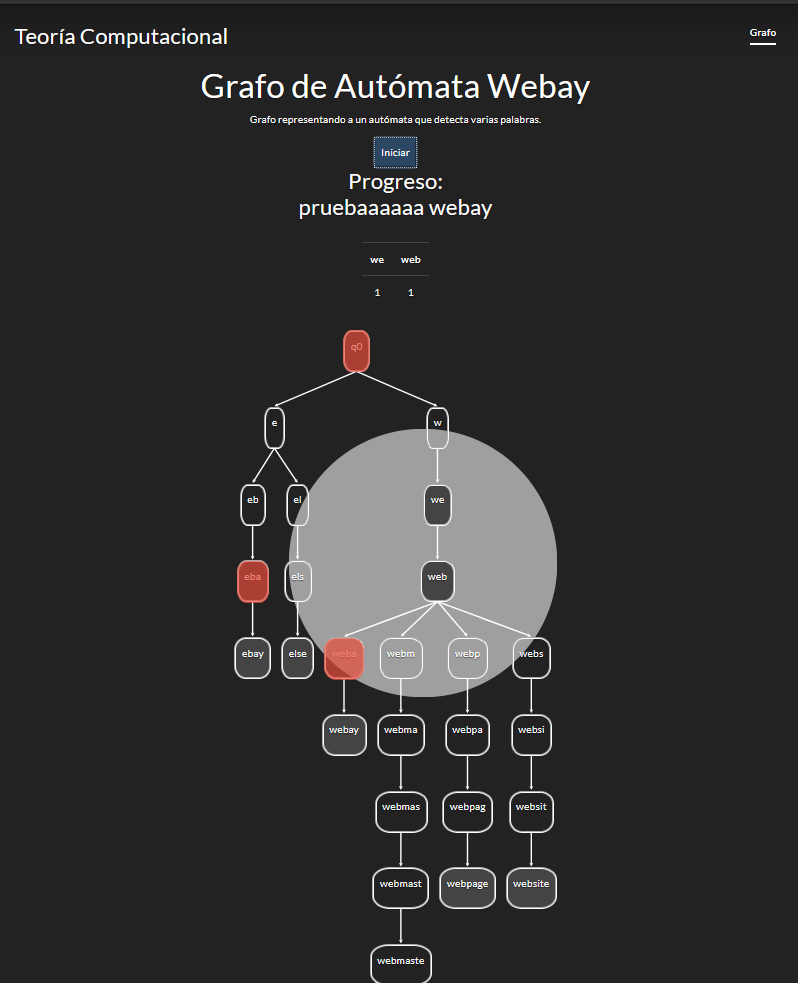 Teoría Computacional
Grafo
Grafo de Autómata Webay
Grafo representando a un autómata que detecta varias palabras.
Iniciar
Progreso:
pruebaaaaaa webay
we web
1 1
q0
e w
eb el we
eba els web
ebay else weba webm webp webs
webay webma webpa websi
webmas webpag websit
webmast webpage website
webmaste